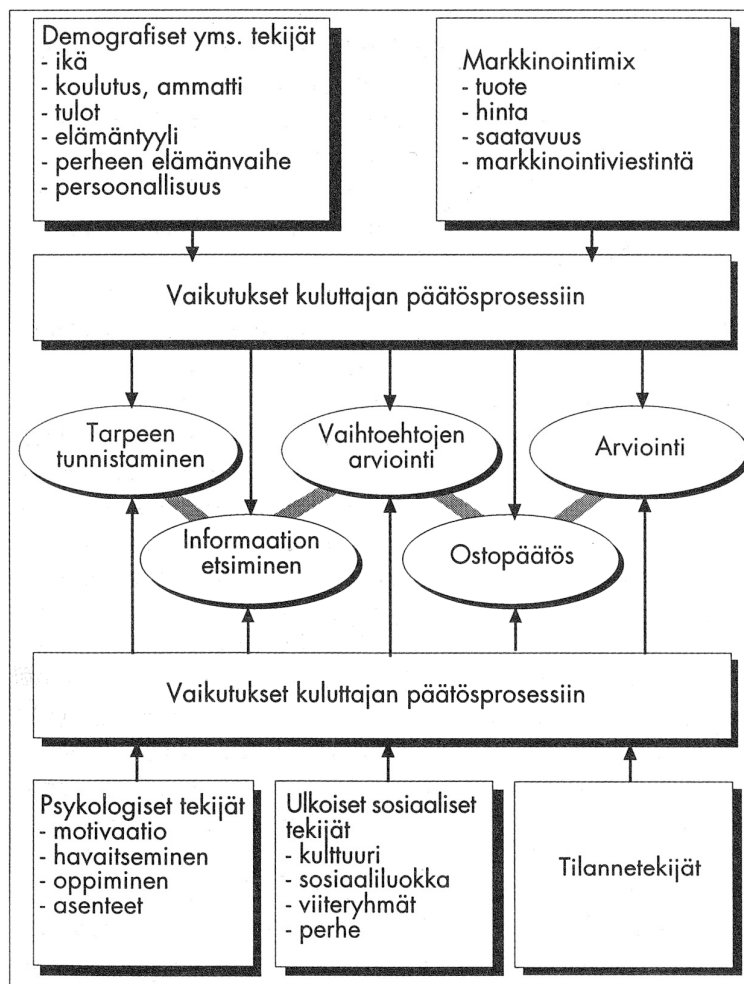 Demografiset yms. tekijät
- ikä
- koulutus, ammatti
- tulot
- elämäntyyli
- perheen elämänvaihe
- persoonallisuus
Markkinointimix
- tuote
- hinta
- saatavuus
- markkinointiviestintä
Vaikutukset kuluttajan päätösprosessiin
Tarpeen
tunnistaminen
Vaihtoehtojen
arviointi
Arviointi
Informaation
etsiminen
Ostopäätös
Vaikutukset kuluttajan päätösprosessiin
Psykologiset tekijät
- motivaatio
- havaitseminen
- oppiminen
- asenteet
Ulkoiset sosiaaliset
tekijät
- kulttuuri
- sosiaaliluokka
- viiteryhmät
- perhe
Tilannetekijät